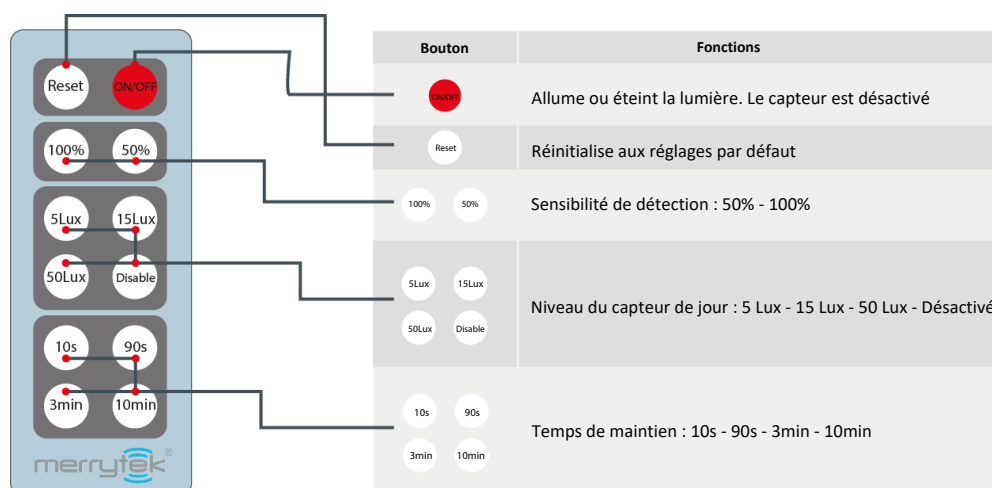 Reset ON/OFF
100% 50%
5Lux 15Lux
50Lux Disable
10s 90s
3min 10min
merrytek®
Bouton Fonctions
ON/OFF Allume ou éteint la lumière. Le capteur est désactivé
Reset Réinitialise aux réglages par défaut
100% 50% Sensibilité de détection : 50% - 100%
5Lux 15Lux
Niveau du capteur de jour : 5 Lux - 15 Lux - 50 Lux - Désactivé
50Lux Disable
10s 90s
Temps de maintien : 10s - 90s - 3min - 10min
3min 10min